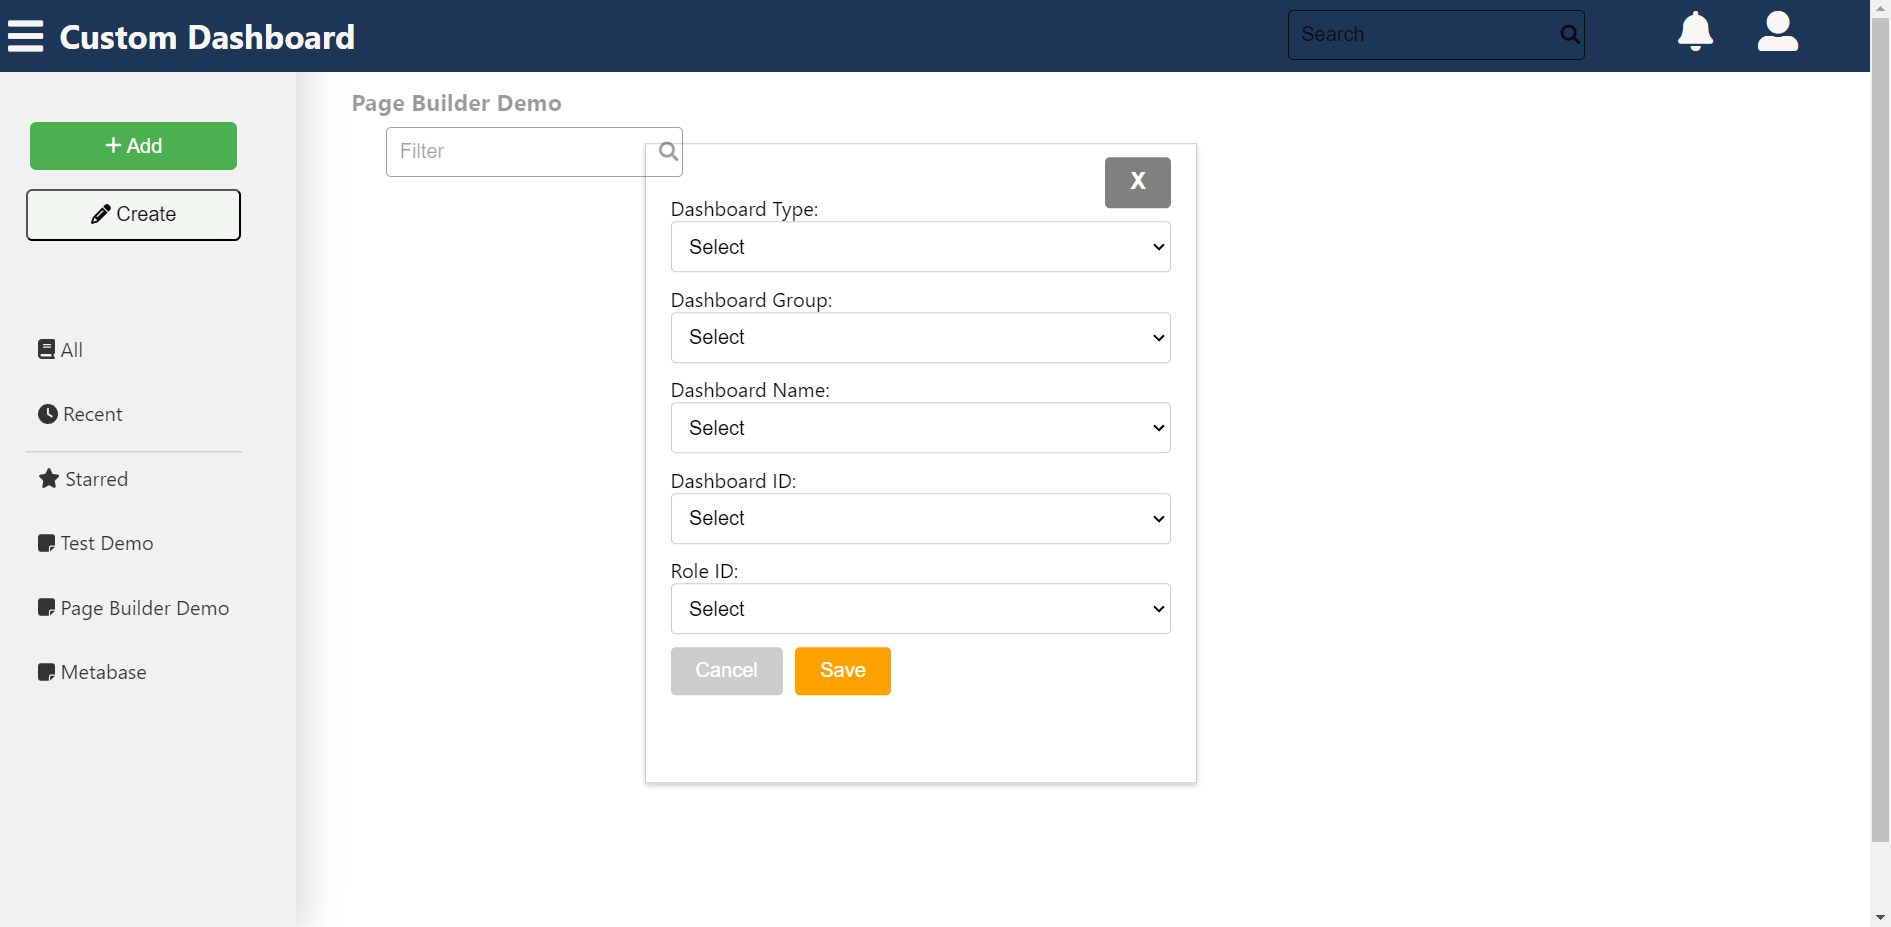 Custom Dashboard
Search
+ Add
Create
All
Recent
Starred
Test Demo
Page Builder Demo
Metabase
Page Builder Demo
Filter
X
Dashboard Type:
Select
Dashboard Group:
Select
Dashboard Name:
Select
Dashboard ID:
Select
Role ID:
Select
Cancel Save